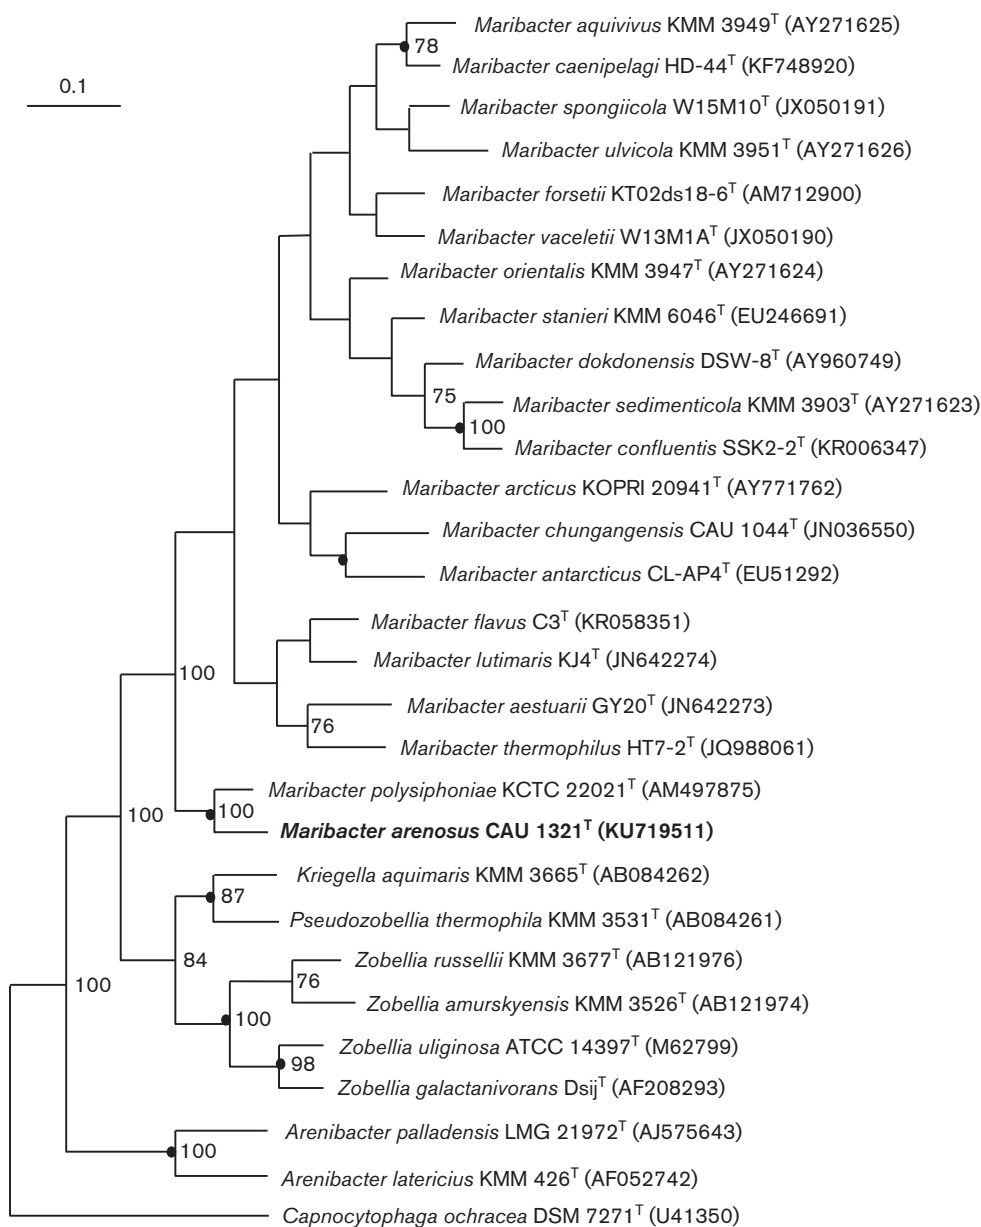 Maribacter aquivivus KMM 3949T (AY271625)
78
Maribacter caenipelagi HD-44T (KF748920)
0.1
Maribacter spongiicola W15M10T (JX050191)
Maribacter ulvicola KMM 3951T (AY271626)
Maribacter forsetii KT02ds18-6T (AM712900)
Maribacter vaceletii W13M1AT (JX050190)
Maribacter orientalis KMM 3947T (AY271624)
Maribacter stanieri KMM 6046T (EU246691)
Maribacter dokdonensis DSW-8T (AY960749)
75
Maribacter sedimenticola KMM 3903T (AY271623)
100
Maribacter confluentis SSK2-2T (KR006347)
Maribacter arcticus KOPRI 20941T (AY771762)
Maribacter chungangensis CAU 1044T (JN036550)
Maribacter antarcticus CL-AP4T (EU51292)
Maribacter flavus C3T (KR058351)
Maribacter lutimaris KJ4T (JN642274)
100
Maribacter aestuarii GY20T (JN642273)
76
Maribacter thermophilus HT7-2T (JQ988061)
Maribacter polysiphoniae KCTC 22021T (AM497875)
100
100
Maribacter arenosus CAU 1321T (KU719511)
Kriegella aquimaris KMM 3665T (AB084262)
87
Pseudozobellia thermophila KMM 3531T (AB084261)
84
Zobellia russellii KMM 3677T (AB121976)
76
100
Zobellia amurskyensis KMM 3526T (AB121974)
100
Zobellia uliginosa ATCC 14397T (M62799)
98
Zobellia galactanivorans DsijT (AF208293)
Arenibacter palladensis LMG 21972T (AJ575643)
100
Arenibacter latericius KMM 426T (AF052742)
Capnocytophaga ochracea DSM 7271T (U41350)